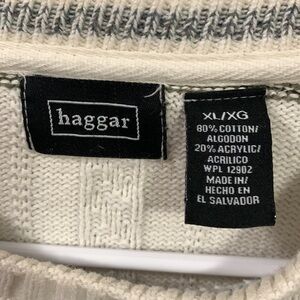 haggar
XL/XG
80% COTTON/
ALGODON
20% ACRYLIC/
ACRILICO
WPL 12902
MADE IN/
HECHO EN
EL SALVADOR